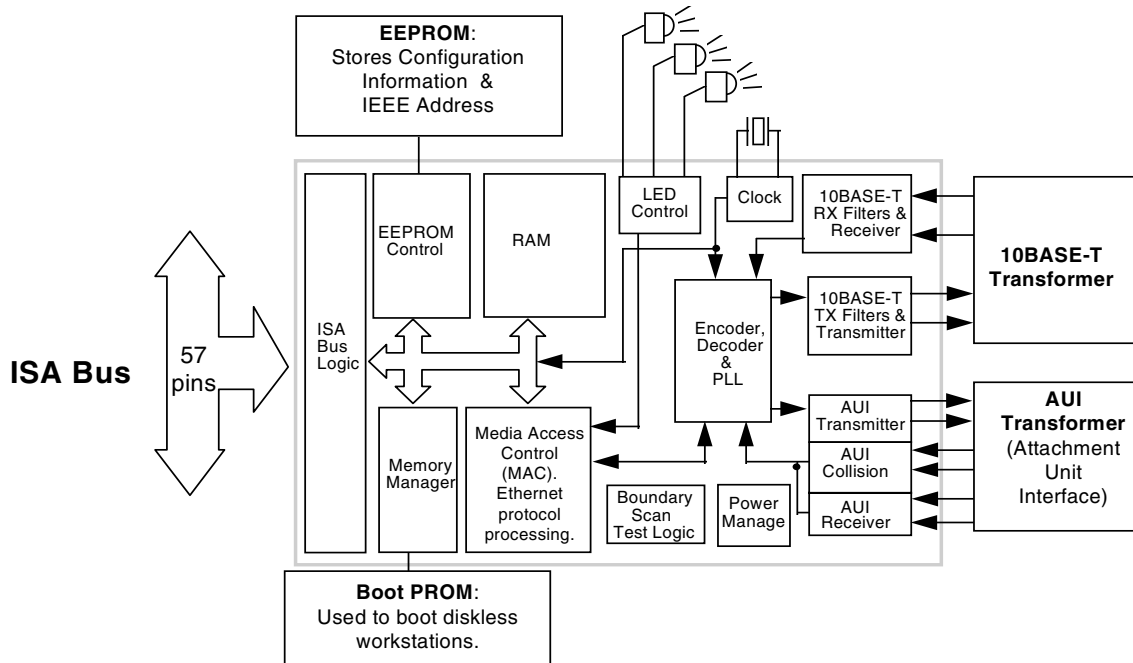 EEPROM:
Stores Configuration
Information &
IEEE Address
LED
Control
Clock
10BASE-T
RX Filters &
Receiver
EEPROM
Control
RAM
10BASE-T
Transformer
10BASE-T
TX Filters &
Transmitter
ISA Bus
57
pins
ISA
Bus
Logic
Encoder,
Decoder
&
PLL
AUI
Transmitter
AUI
Transformer
(Attachment
Unit
Interface)
Memory
Manager
Media Access
Control
(MAC).
Ethernet
protocol
processing.
AUI
Collision
Boundary
Scan
Test Logic
Power
Manage
AUI
Receiver
Boot PROM:
Used to boot diskless
workstations.